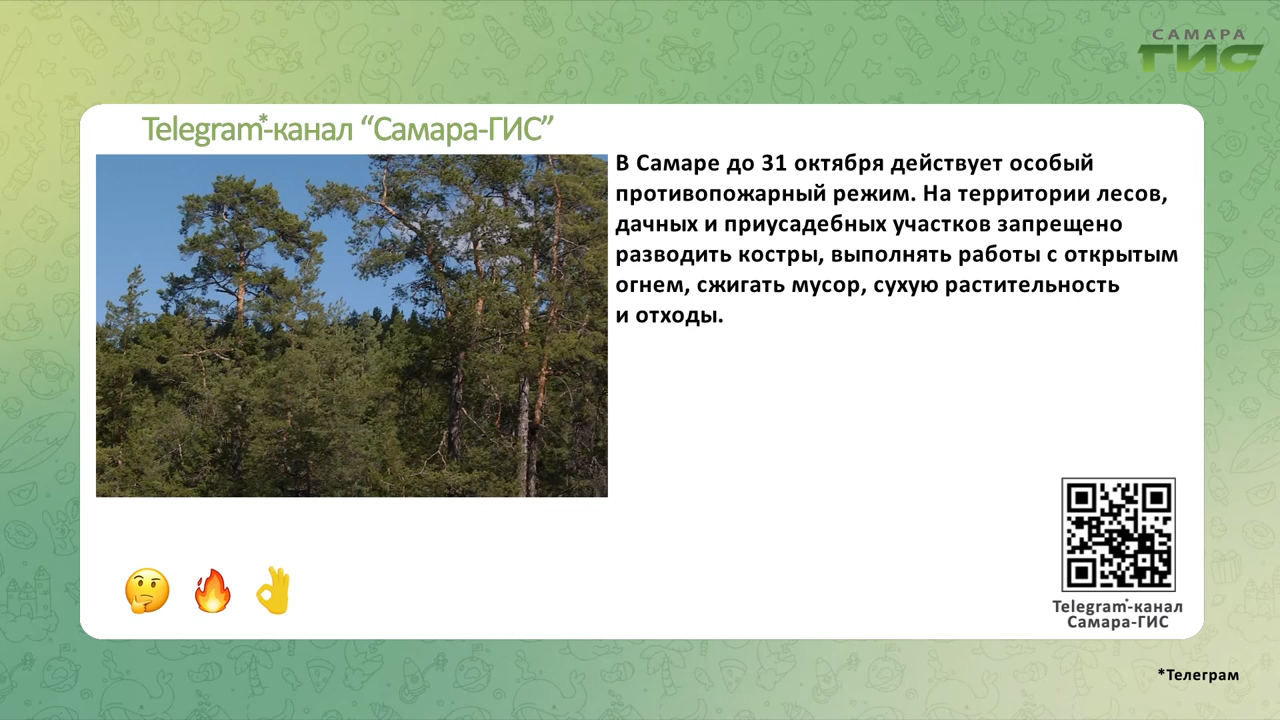 САМАРА
ГИС
Telegram*-канал “Самара-ГИС”
В Самаре до 31 октября действует особый
противопожарный режим. На территории лесов,
дачных и приусадебных участков запрещено
разводить костры, выполнять работы с открытым
огнем, сжигать мусор, сухую растительность
и отходы.
Telegram*-канал
Самара-ГИС
*Телеграм